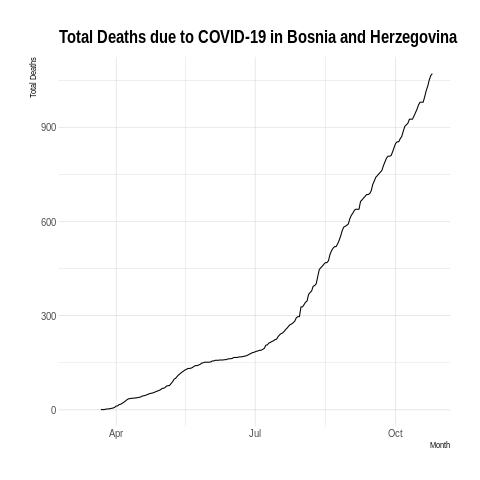 Total Deaths due to COVID-19 in Bosnia and Herzegovina
Total Deaths
900
600
300
0
Apr
Jul
Oct
Month